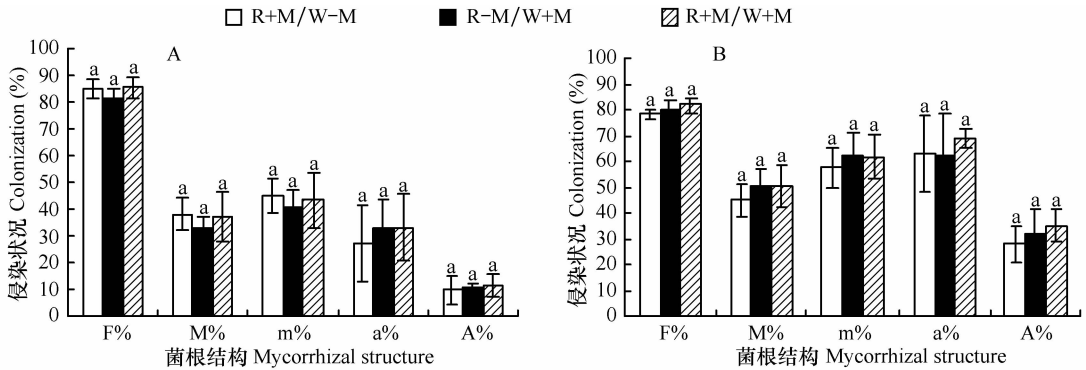 R+M/W−M R−M/W+M R+M/W+M
A
侵染状况 Colonization (%)
100
90
80
70
60
50
40
30
20
10
0
a a a a a a a a a a a a a a a
F% M% m% a% A%
菌根结构 Mycorrhizal structure
B
侵染状况 Colonization (%)
100
90
80
70
60
50
40
30
20
10
0
a a a a a a a a a a a a a a a
F% M% m% a% A%
菌根结构 Mycorrhizal structure